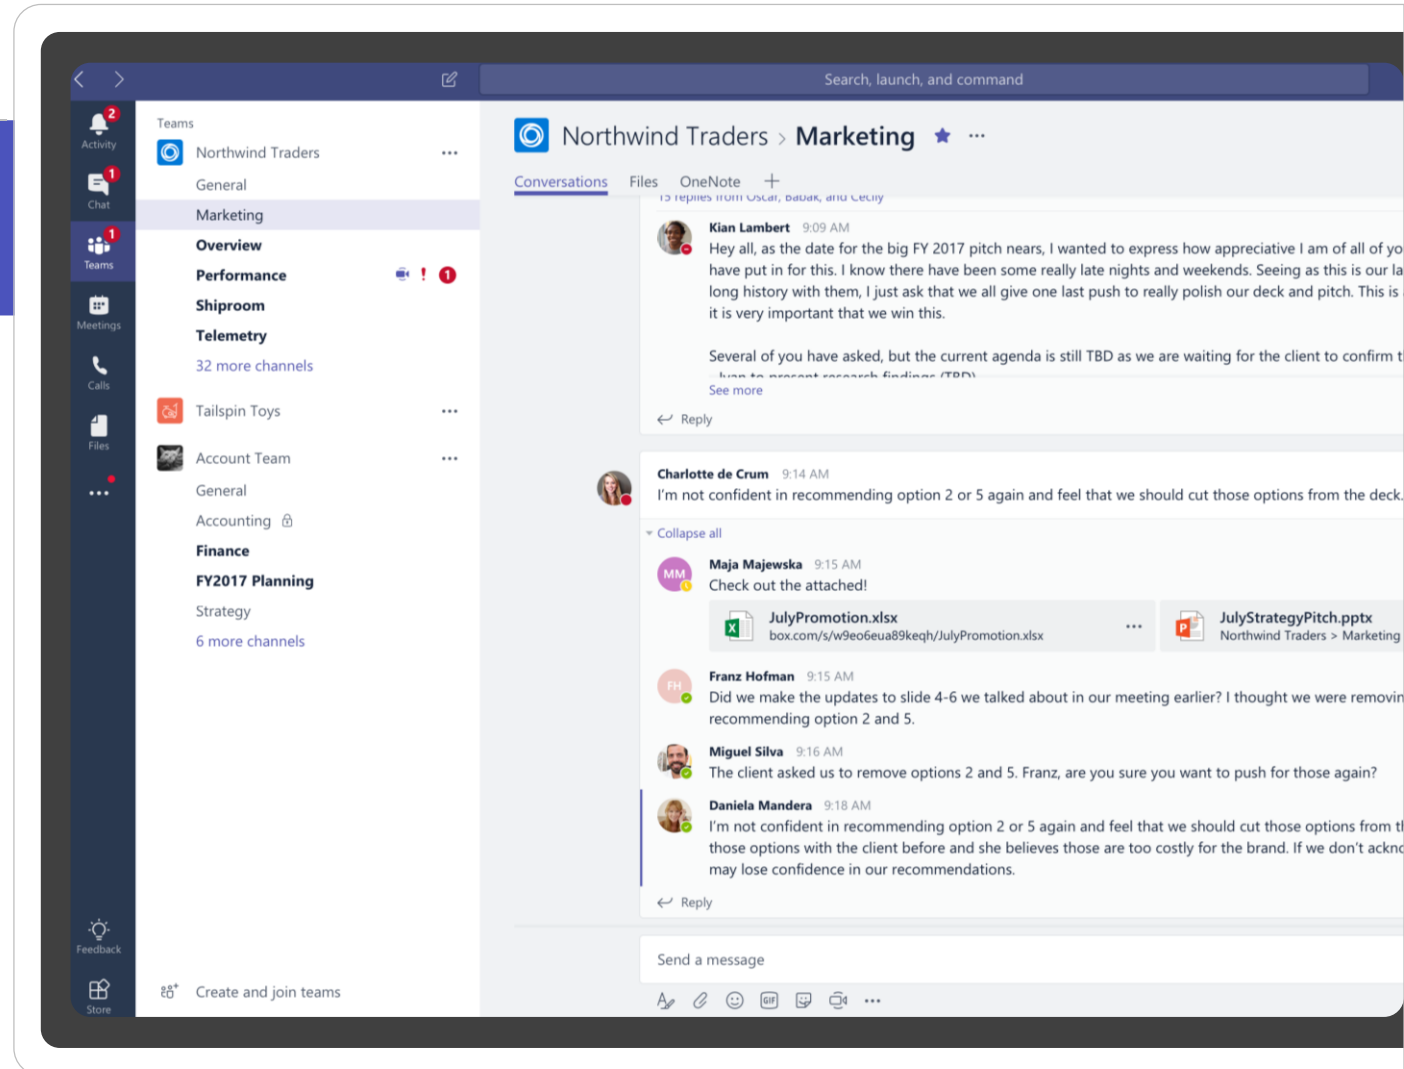 Search, launch, and command
2
Activity
1
Chat
1
Teams
Meetings
Calls
Files
Feedback
Store
Teams
Northwind Traders
General
Marketing
Overview
Performance ! 1
Shiproom
Telemetry
32 more channels
Tailspin Toys
Account Team
General
Accounting
Finance
FY2017 Planning
Strategy
6 more channels
Create and join teams
Northwind Traders > Marketing
Conversations Files OneNote
15 replies from Oscar, Babak, and Cecily
Kian Lambert 9:09 AM
Hey all, as the date for the big FY 2017 pitch nears, I wanted to express how appreciative I am of all of yo
have put in for this. I know there have been some really late nights and weekends. Seeing as this is our la
long history with them, I just ask that we all give one last push to really polish our deck and pitch. This is
it is very important that we win this.
Several of you have asked, but the current agenda is still TBD as we are waiting for the client to confirm t
to present research findings (TBD)
See more
Reply
Charlotte de Crum 9:14 AM
I'm not confident in recommending option 2 or 5 again and feel that we should cut those options from the deck.
Collapse all
MM
Maja Majewska 9:15 AM
Check out the attached!
JulyPromotion.xlsx
box.com/s/w9eo6eua89keqh/JulyPromotion.xlsx
JulyStrategyPitch.pptx
Northwind Traders > Marketing
FH
Franz Hofman 9:15 AM
Did we make the updates to slide 4-6 we talked about in our meeting earlier? I thought we were removin
recommending option 2 and 5.
Miguel Silva 9:16 AM
The client asked us to remove options 2 and 5. Franz, are you sure you want to push for those again?
Daniela Mandera 9:18 AM
I'm not confident in recommending option 2 or 5 again and feel that we should cut those options from th
those options with the client before and she believes those are too costly for the brand. If we don't ackno
may lose confidence in our recommendations.
Reply
Send a message
GIF